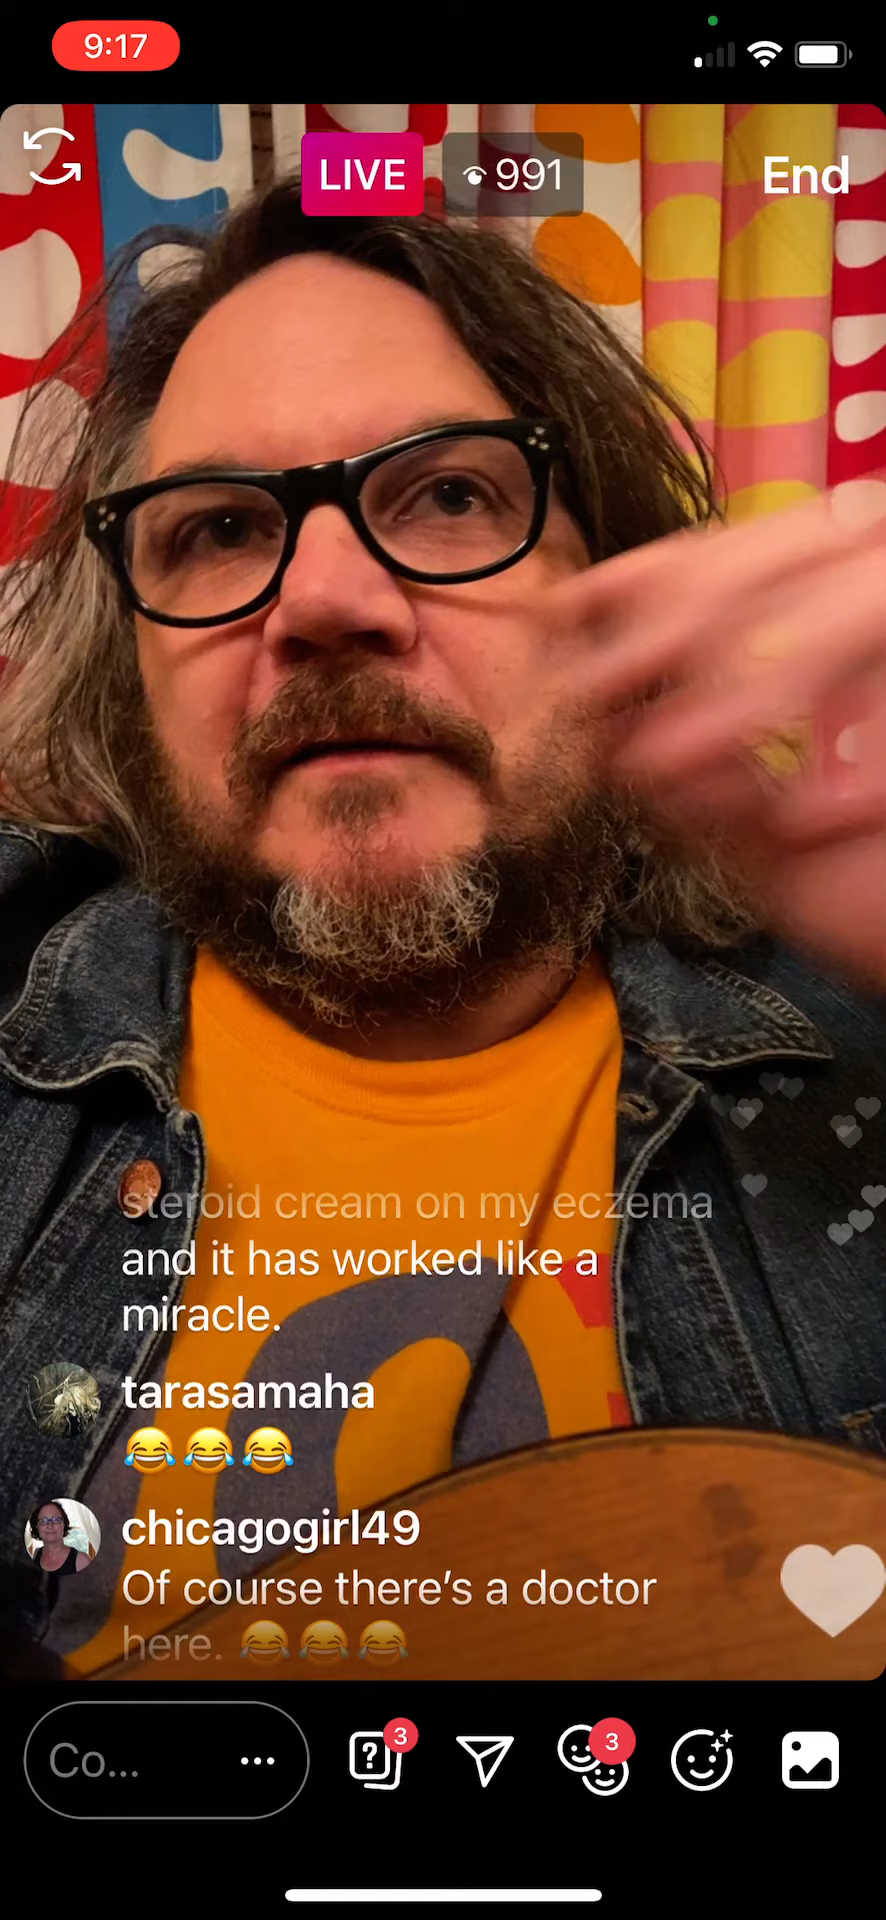 9:17
LIVE
991
End
steroid cream on my eczema
and it has worked like a
miracle.
tarasamaha
😂😂😂
chicagogirl49
Of course there's a doctor
here. 😂😂😂
Co...
3
3